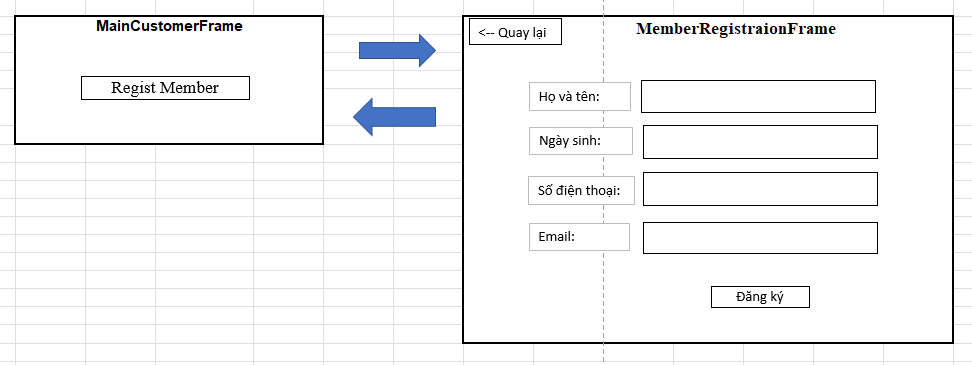 MainCustomerFrame
Regist Member
<-- Quay lại
MemberRegistraionFrame
Họ và tên:
Ngày sinh:
Số điện thoại:
Email:
Đăng ký